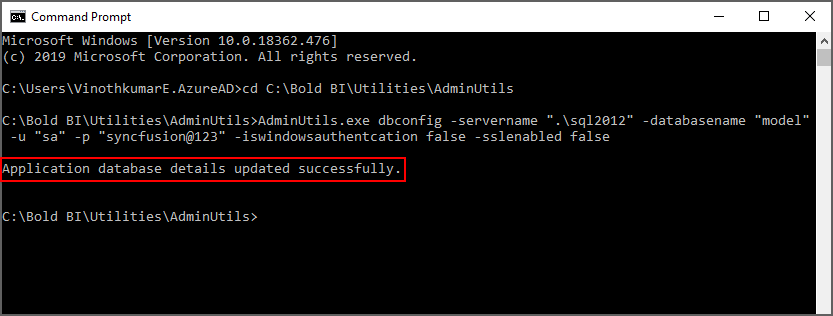 Command Prompt
Microsoft Windows [Version 10.0.18362.476]
(c) 2019 Microsoft Corporation. All rights reserved.
C:\Users\VinothkumarE.AzureAD>cd C:\Bold BI\Utilities\AdminUtils
C:\Bold BI\Utilities\AdminUtils>AdminUtils.exe dbconfig -servername ".\sql2012" -databasename "model"
-u "sa" -p "syncfusion@123" -iswindowsauthentcation false -sslenabled false
Application database details updated successfully.
C:\Bold BI\Utilities\AdminUtils>